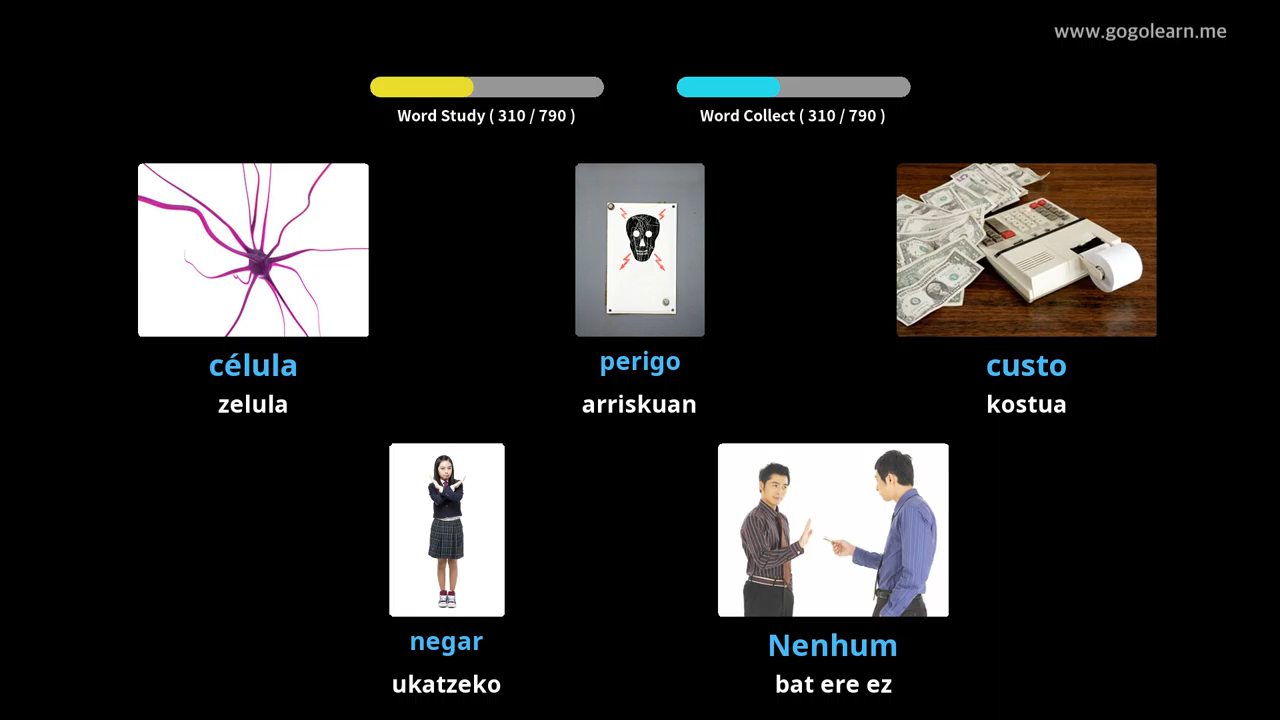 www.gogolearn.me
Word Study ( 310 / 790 )
Word Collect ( 310 / 790 )
célula
zelula
perigo
arriskuan
custo
kostua
negar
ukatzeko
Nenhum
bat ere ez